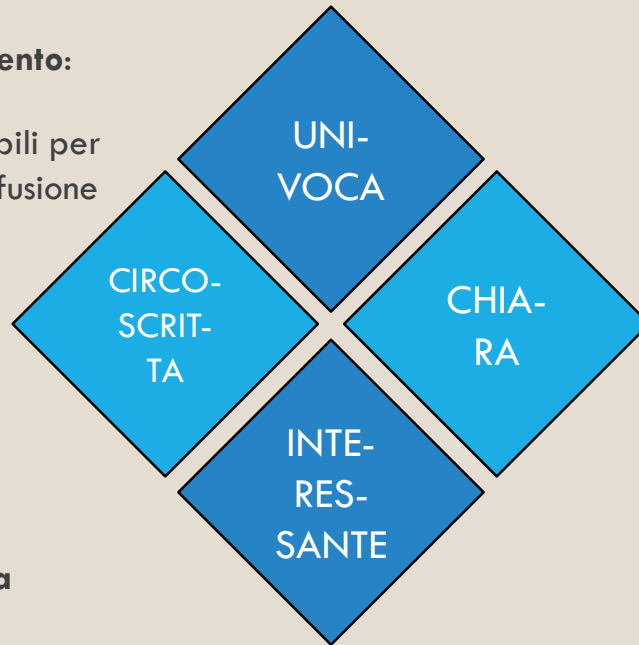 ento:
bili per
fusione
UNI-
VOCA
CIRCO-
SCRIT-
TA
CHIA-
RA
INTE-
RES-
SANTE
a